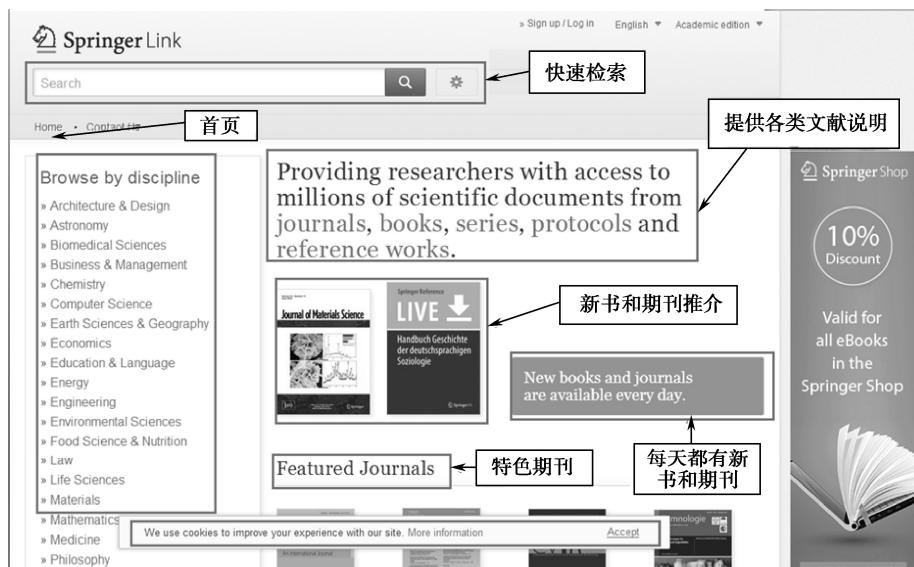 » Sign up / Log in English Academic edition
Springer Link
Search
快速检索
Home • Contact Us
首页
提供各类文献说明
Browse by discipline
» Architecture & Design
» Astronomy
» Biomedical Sciences
» Business & Management
» Chemistry
» Computer Science
» Earth Sciences & Geography
» Economics
» Education & Language
» Energy
» Engineering
» Environmental Sciences
» Food Science & Nutrition
» Law
» Life Sciences
» Materials
» Mathematics
» Medicine
» Philosophy
Providing researchers with access to
millions of scientific documents from
journals, books, series, protocols and
reference works.
Journal of Materials Science
Springer Reference
LIVE
Handbuch Geschichte
der deutschsprachigen
Soziologie
新书和期刊推介
New books and journals
are available every day.
每天都有新
书和期刊
Featured Journals
特色期刊
We use cookies to improve your experience with our site. More information Accept
An International Journal
Springer Shop
10%
Discount
Valid for
all eBooks
in the
Springer Shop